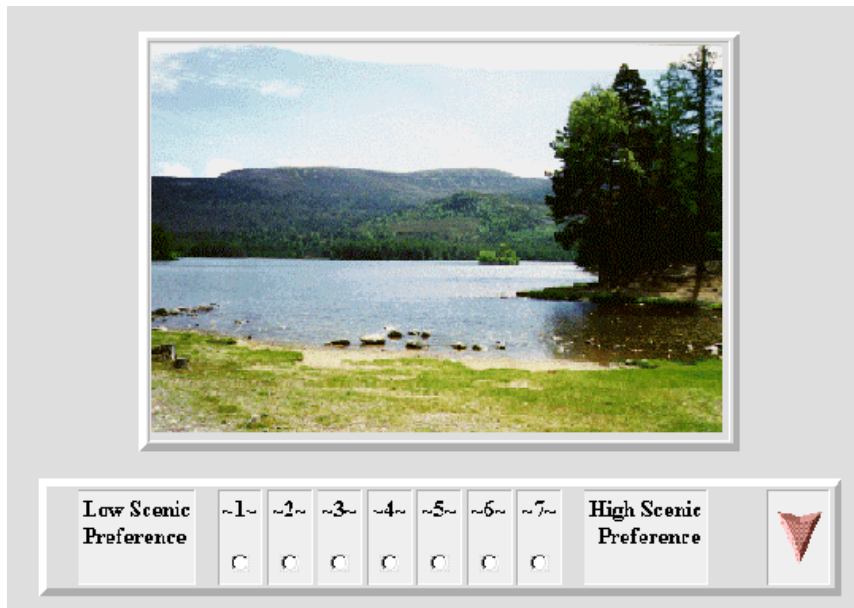 Low Scenic
Preference
~1~ ~2~ ~3~ ~4~ ~5~ ~6~ ~7~
High Scenic
Preference